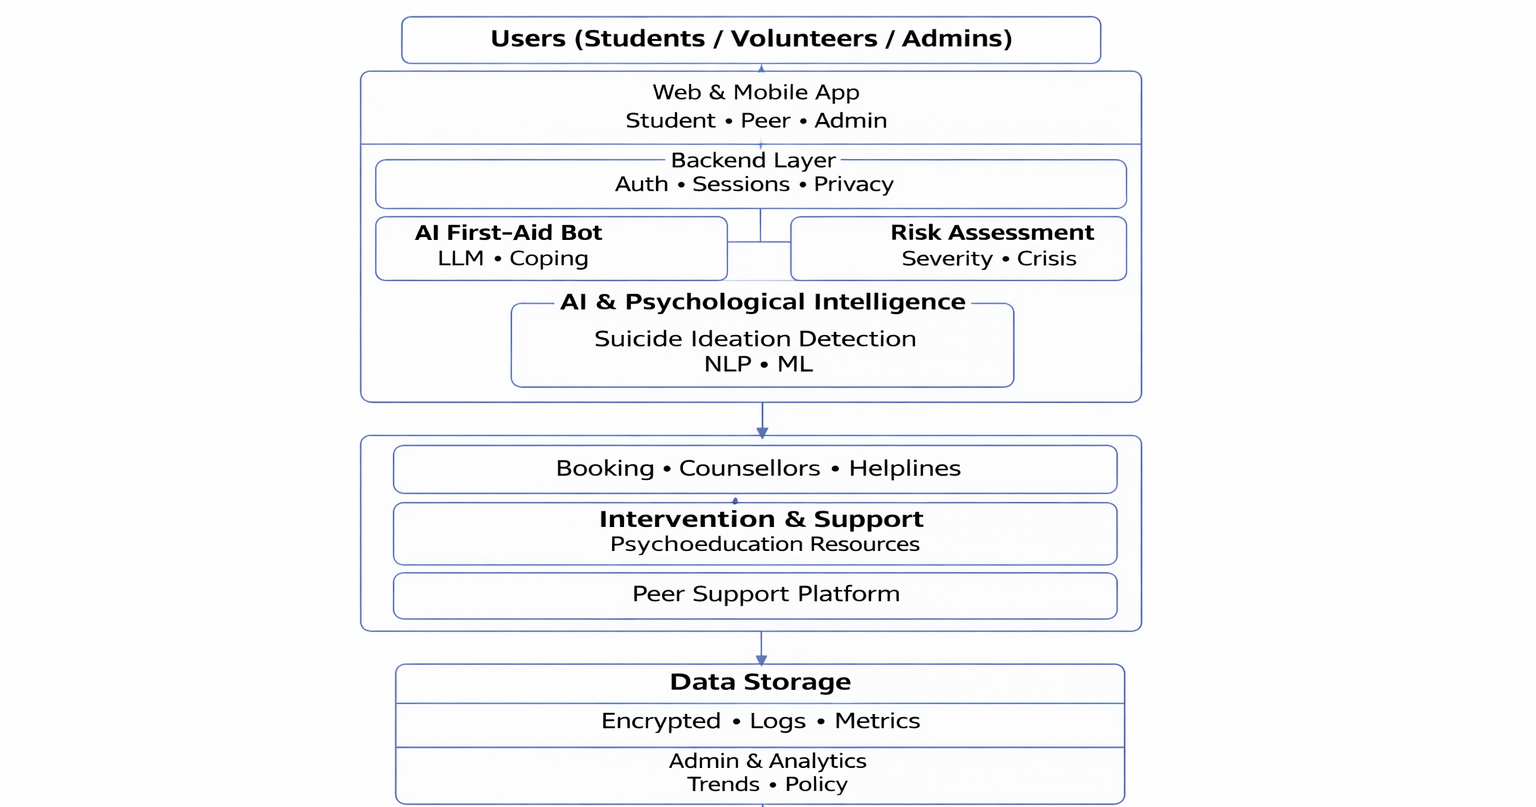 Users (Students / Volunteers / Admins)
Web & Mobile App
Student • Peer • Admin
Backend Layer
Auth • Sessions • Privacy
AI First-Aid Bot
LLM • Coping
Risk Assessment
Severity • Crisis
AI & Psychological Intelligence
Suicide Ideation Detection
NLP • ML
Booking • Counsellors • Helplines
Intervention & Support
Psychoeducation Resources
Peer Support Platform
Data Storage
Encrypted • Logs • Metrics
Admin & Analytics
Trends • Policy